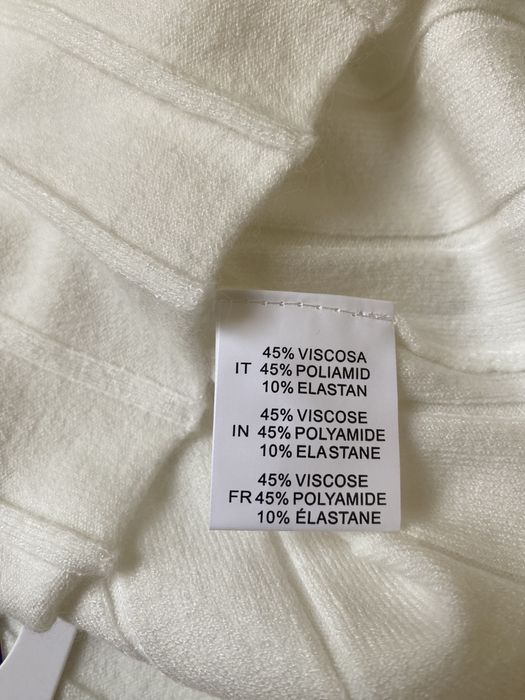 45% VISCOSA
IT 45% POLIAMID
10% ELASTAN
45% VISCOSE
IN 45% POLYAMIDE
10% ELASTANE
45% VISCOSE
FR 45% POLYAMIDE
10% ÉLASTANE